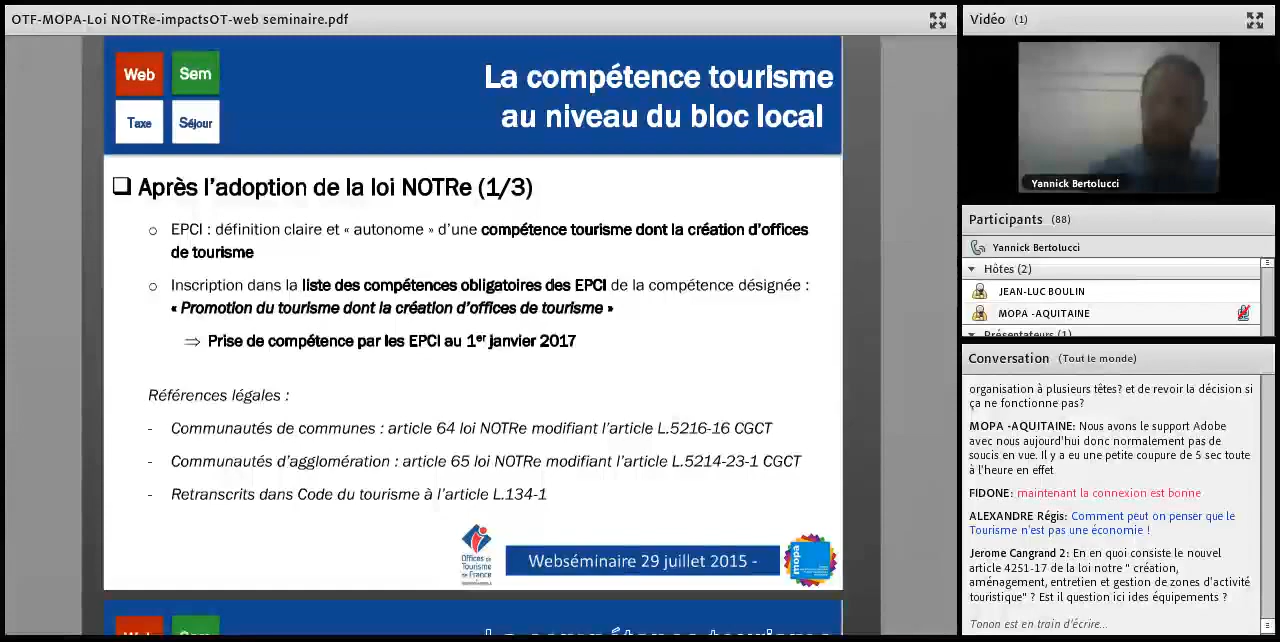 OTF-MOPA-Loi NOTRe-impactsOT-web seminaire.pdf
Web Sem
Taxe Séjour
La compétence tourisme
au niveau du bloc local
Après l’adoption de la loi NOTRe (1/3)
o EPCI : définition claire et « autonome » d’une compétence tourisme dont la création d’offices
de tourisme
o Inscription dans la liste des compétences obligatoires des EPCI de la compétence désignée :
« Promotion du tourisme dont la création d’offices de tourisme »
⇒ Prise de compétence par les EPCI au 1er janvier 2017
Références légales :
- Communautés de communes : article 64 loi NOTRe modifiant l’article L.5216-16 CGCT
- Communautés d’agglomération : article 65 loi NOTRe modifiant l’article L.5214-23-1 CGCT
- Retranscrits dans Code du tourisme à l’article L.134-1
Offices de
Tourisme
de France
Webséminaire 29 juillet 2015 -
mopa
Vidéo (1)
Yannick Bertolucci
Participants (88)
Yannick Bertolucci
Hôtes (2)
JEAN-LUC BOULIN
MOPA -AQUITAINE
Présentateurs (1)
Conversation (Tout le monde)
organisation à plusieurs têtes? et de revoir la décision si
ça ne fonctionne pas?
MOPA -AQUITAINE: Nous avons le support Adobe
avec nous aujourd'hui donc normalement pas de
soucis en vue. Il y a eu une petite coupure de 5 sec toute
à l'heure en effet
FIDONE: maintenant la connexion est bonne
ALEXANDRE Régis: Comment peut on penser que le
Tourisme n'est pas une économie !
Jerome Cangrand 2: En en quoi consiste le nouvel
article 4251-17 de la loi notre " création,
aménagement, entretien et gestion de zones d'activité
touristique" ? Est il question ici des équipements ?
Tonon est en train d'écrire...